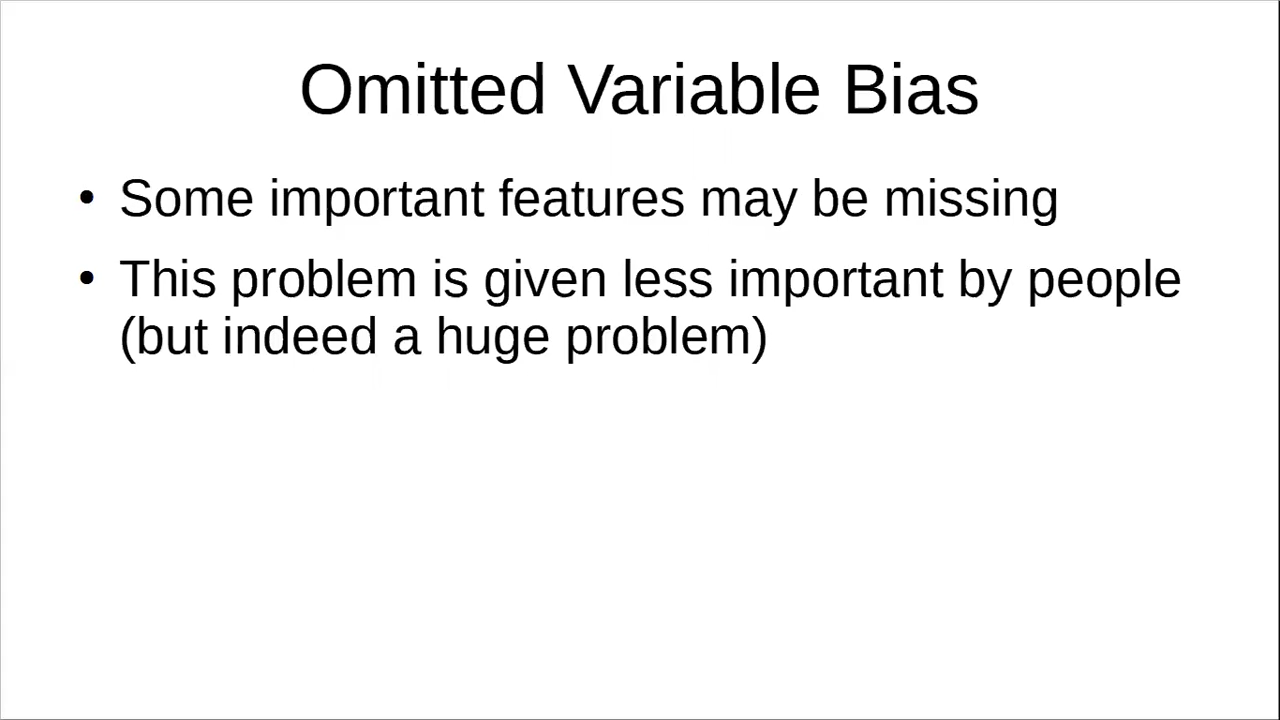 Omitted Variable Bias
• Some important features may be missing
• This problem is given less important by people
(but indeed a huge problem)